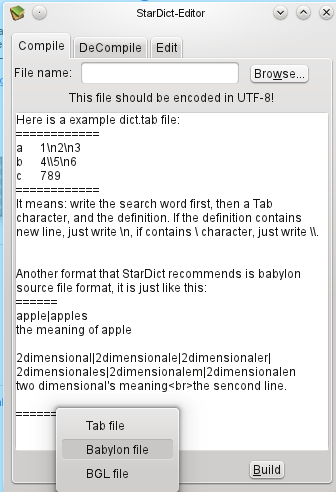 StarDict-Editor
Compile DeCompile Edit
File name: Browse...
This file should be encoded in UTF-8!
Here is a example dict.tab file:
============
a 1\n2\n3
b 4\\5\n6
c 789
============
It means: write the search word first, then a Tab
character, and the definition. If the definition contains
new line, just write \n, if contains \ character, just write \\.
Another format that StarDict recommends is babylon
source file format, it is just like this:
======
apple|apples
the meaning of apple
2dimensional|2dimensionale|2dimensionaler|
2dimensionales|2dimensionalem|2dimensionalen
two dimensional's meaning<br>the sencond line.
======
Tab file
Babylon file
BGL file
Build